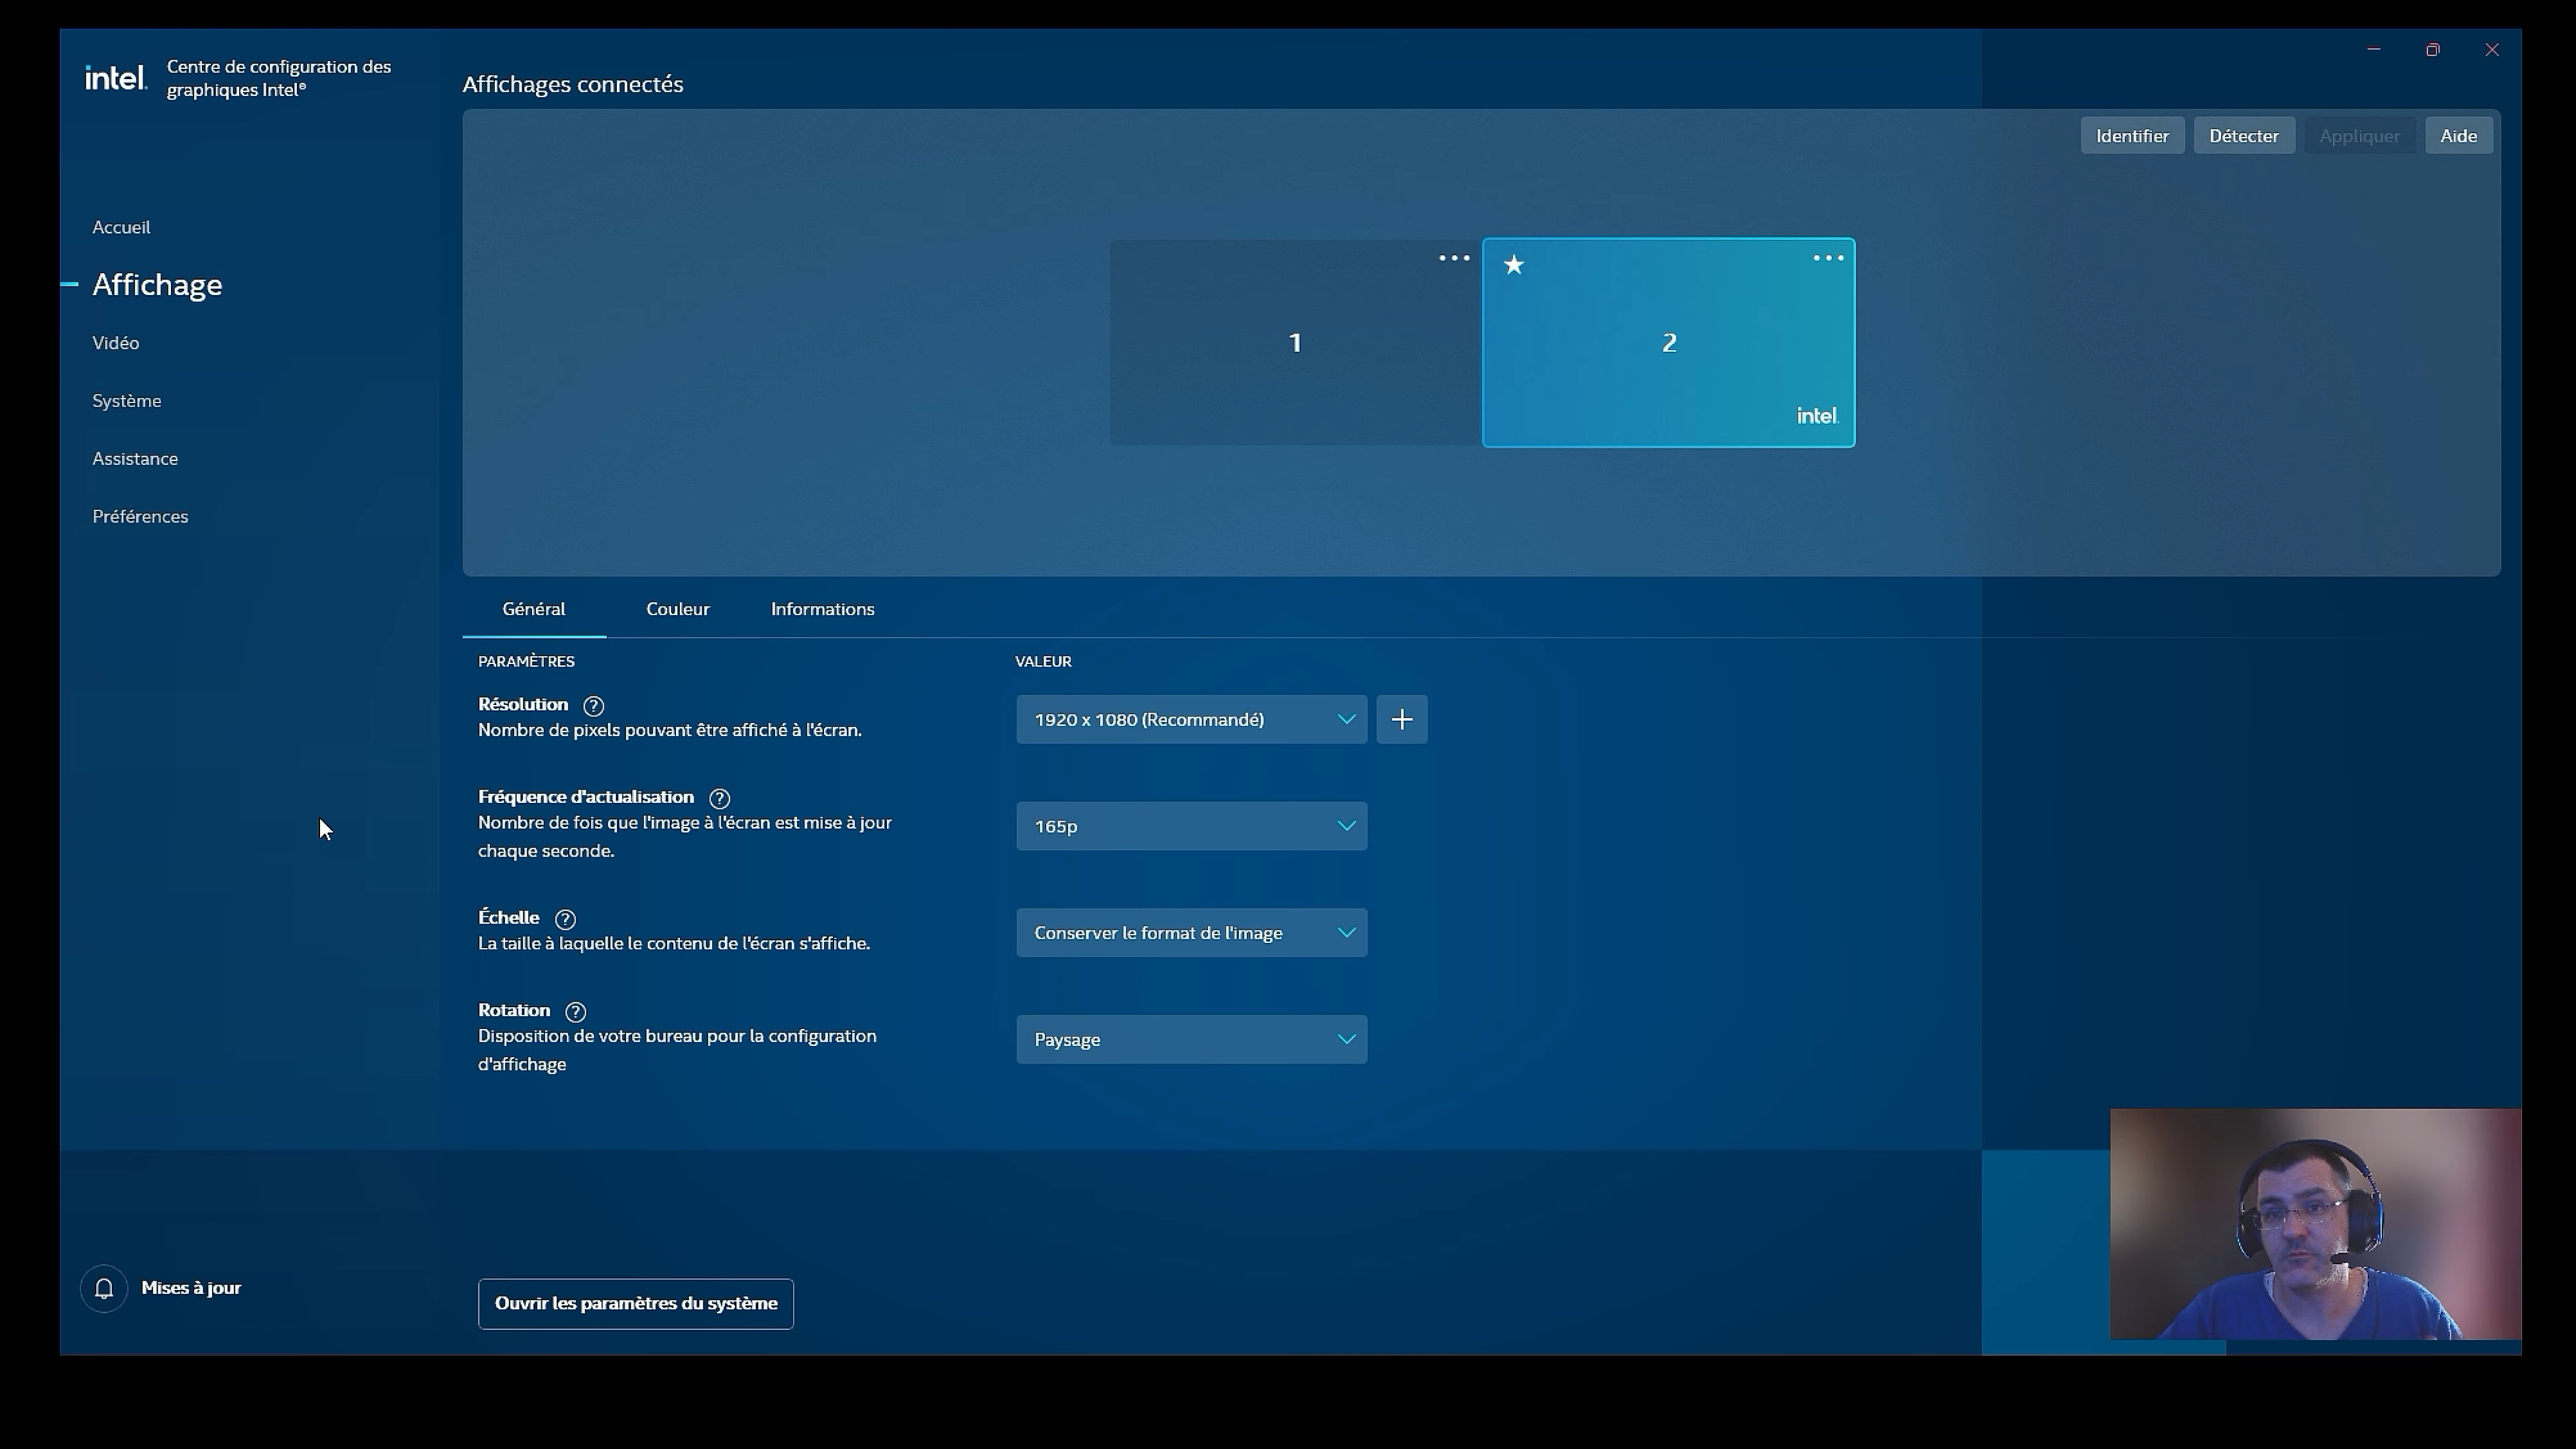 intel.
Centre de configuration des
graphiques Intel®
Accueil
Affichage
Vidéo
Système
Assistance
Préférences
Mises à jour
Affichages connectés
Identifier
Détecter
Appliquer
Aide
1
2
intel.
Général
Couleur
Informations
PARAMÈTRES
VALEUR
Résolution ?
Nombre de pixels pouvant être affiché à l'écran.
1920 x 1080 (Recommandé)
Fréquence d'actualisation ?
Nombre de fois que l'image à l'écran est mise à jour
chaque seconde.
165p
Échelle ?
La taille à laquelle le contenu de l'écran s'affiche.
Conserver le format de l'image
Rotation ?
Disposition de votre bureau pour la configuration
d'affichage
Paysage
Ouvrir les paramètres du système